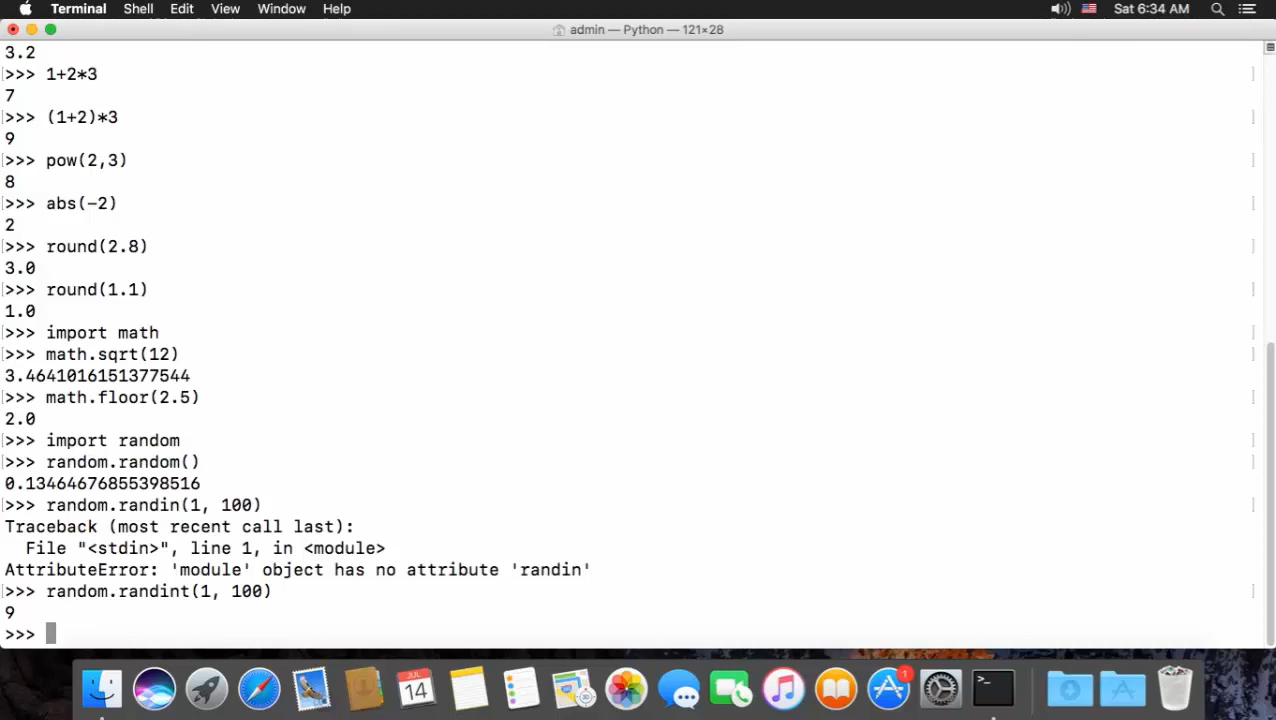 Terminal Shell Edit View Window Help Sat 6:34 AM
admin — Python — 121×28
3.2
>>> 1+2*3
7
>>> (1+2)*3
9
>>> pow(2,3)
8
>>> abs(-2)
2
>>> round(2.8)
3.0
>>> round(1.1)
1.0
>>> import math
>>> math.sqrt(12)
3.4641016151377544
>>> math.floor(2.5)
2.0
>>> import random
>>> random.random()
0.13464676855398516
>>> random.randin(1, 100)
Traceback (most recent call last):
  File "<stdin>", line 1, in <module>
AttributeError: 'module' object has no attribute 'randin'
>>> random.randint(1, 100)
9
>>>
JUL
14
1
>_